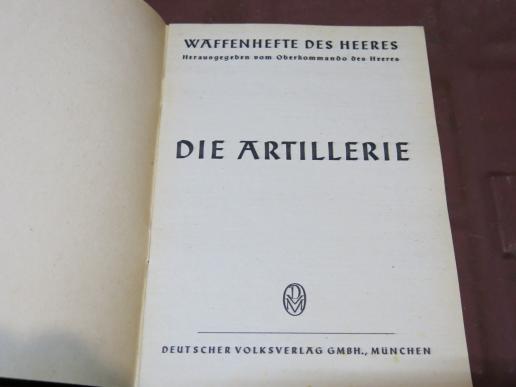 WAFFENHEFTE DES HEERES
Herausgegeben vom Oberkommando des Heeres
DIE ARTILLERIE
DVM
DEUTSCHER VOLKSVERLAG GMBH., MÜNCHEN